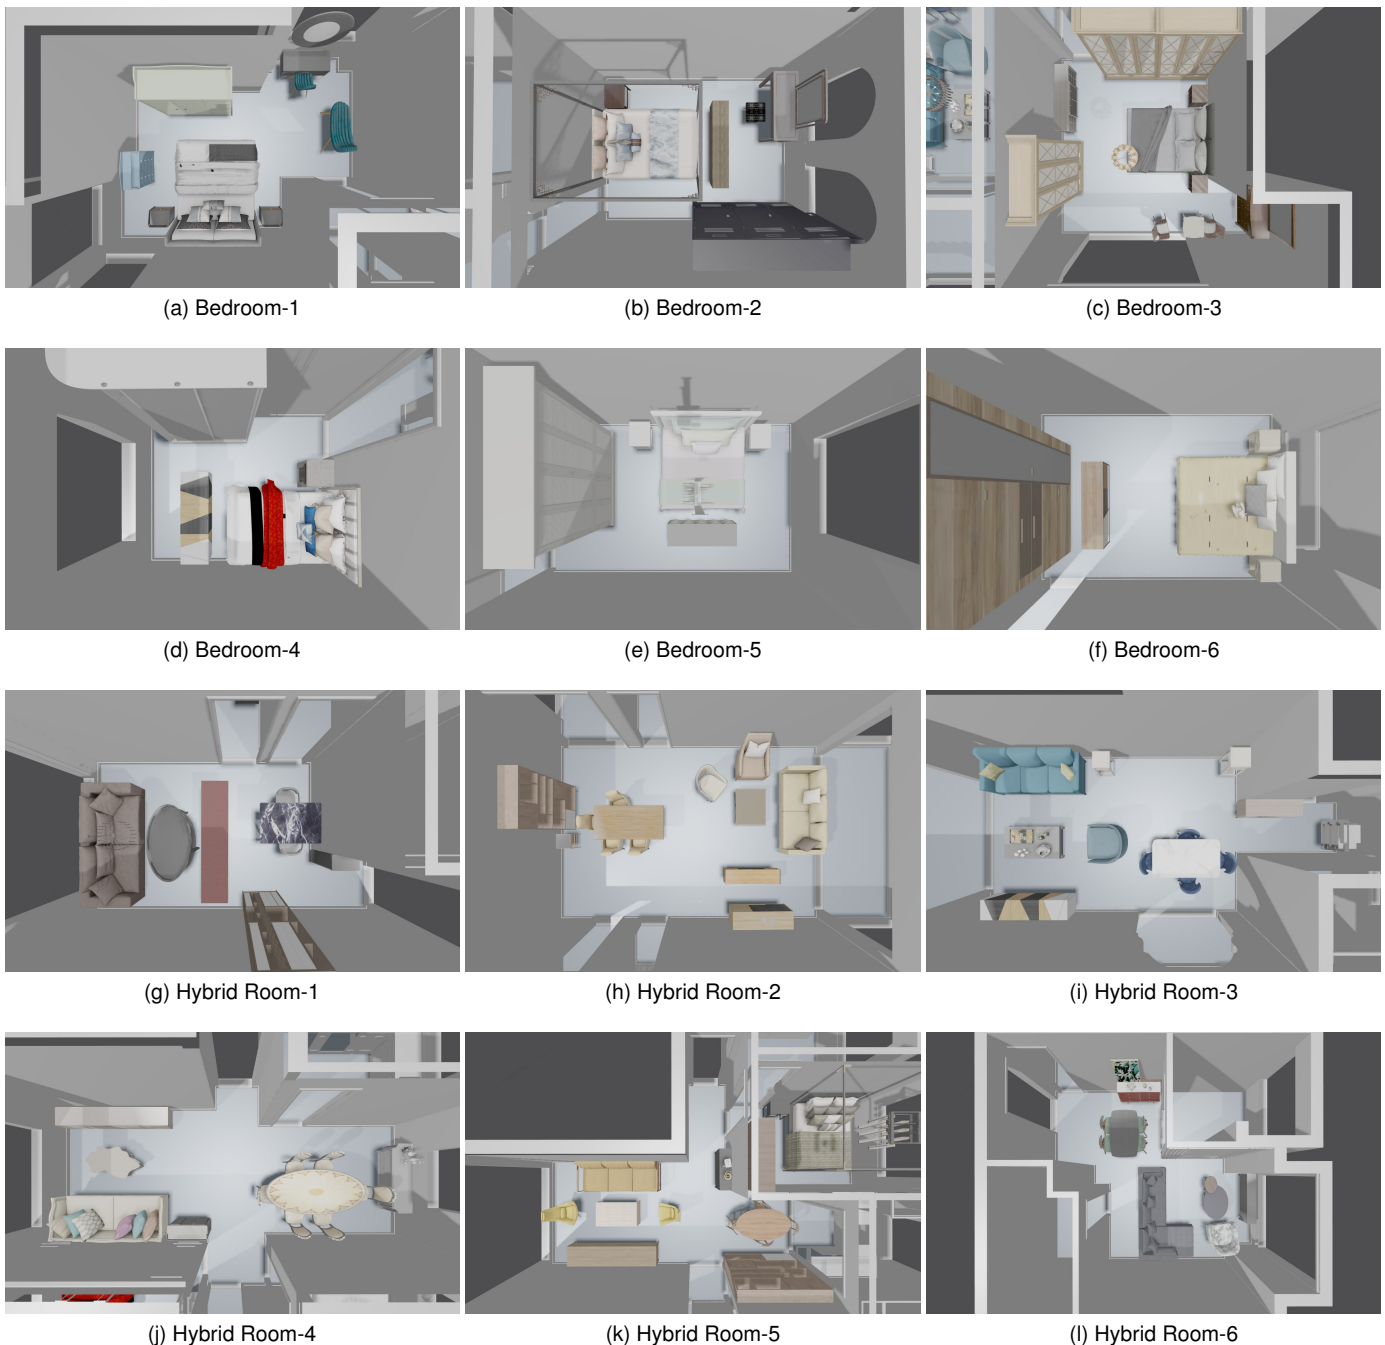 (a) Bedroom-1
(b) Bedroom-2
(c) Bedroom-3
(d) Bedroom-4
(e) Bedroom-5
(f) Bedroom-6
(g) Hybrid Room-1
(h) Hybrid Room-2
(i) Hybrid Room-3
(j) Hybrid Room-4
(k) Hybrid Room-5
(l) Hybrid Room-6